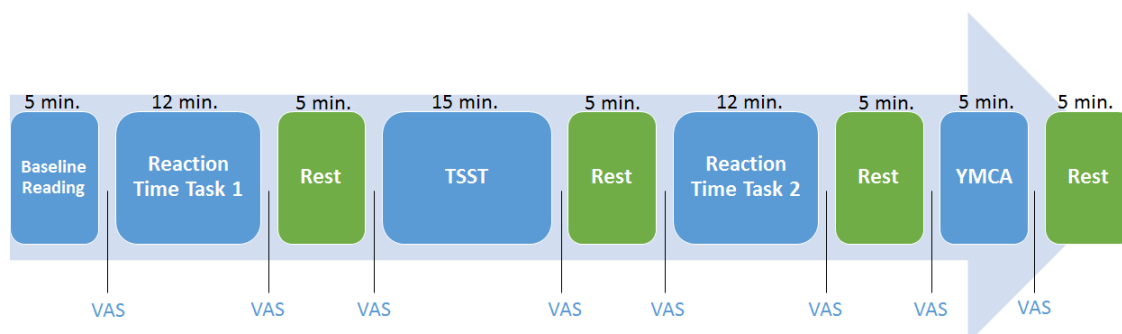 5 min. 12 min. 5 min. 15 min. 5 min. 12 min. 5 min. 5 min. 5 min.
Baseline
Reading
Reaction
Time Task 1
Rest
TSST
Rest
Reaction
Time Task 2
Rest
YMCA
Rest
VAS VAS VAS VAS VAS VAS VAS VAS